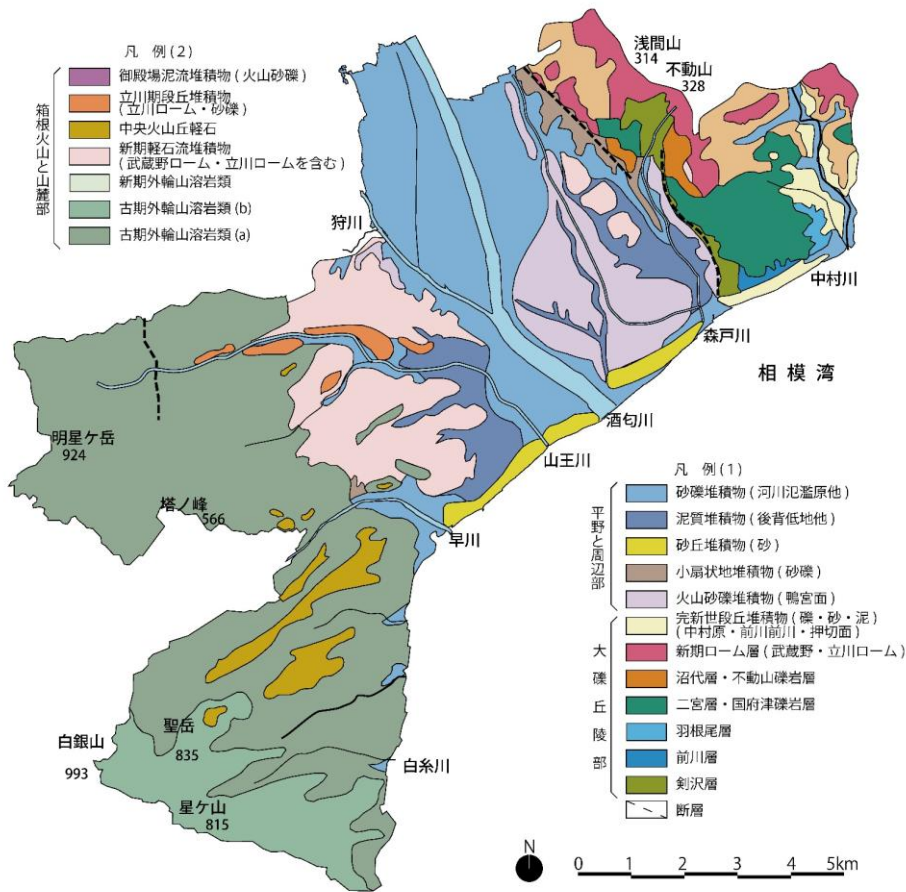 凡 例(2)
箱根火山と山麓部
御殿場泥流堆積物(火山砂礫)
立川期段丘堆積物
(立川ローム・砂礫)
中央火山丘軽石
新期軽石流堆積物
(武蔵野ローム・立川ロームを含む)
新期外輪山溶岩類
古期外輪山溶岩類(b)
古期外輪山溶岩類(a)
浅間山
314
不動山
328
狩川
中村川
森戸川
相 模 湾
酒匂川
山王川
早川
明星ケ岳
924
塔ノ峰
566
聖岳
835
白銀山
993
星ケ山
815
白糸川
凡 例(1)
平野と周辺部
砂礫堆積物(河川氾濫原他)
泥質堆積物(後背低地他)
砂丘堆積物(砂)
小扇状地堆積物(砂礫)
火山砂礫堆積物(鴨宮面)
大磯丘陵部
完新世段丘堆積物(礫・砂・泥)
(中村原・前川前川・押切面)
新期ローム層(武蔵野・立川ローム)
沼代層・不動山礫岩層
二宮層・国府津礫岩層
羽根尾層
前川層
剣沢層
断層
N
0 1 2 3 4 5km